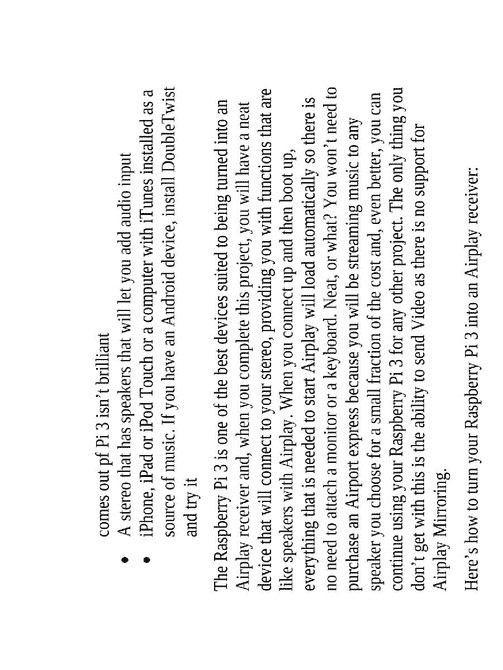 comes out pf Pi 3 isn't brilliant
• A stereo that has speakers that will let you add audio input
• iPhone, iPad or iPod Touch or a computer with iTunes installed as a
source of music. If you have an Android device, install DoubleTwist
and try it
The Raspberry Pi 3 is one of the best devices suited to being turned into an
Airplay receiver and, when you complete this project, you will have a neat
device that will connect to your stereo, providing you with functions that are
like speakers with Airplay. When you connect up and then boot up,
everything that is needed to start Airplay will load automatically so there is
no need to attach a monitor or a keyboard. Neat, or what? You won't need to
purchase an Airport express because you will be streaming music to any
speaker you choose for a small fraction of the cost and, even better, you can
continue using your Raspberry Pi 3 for any other project. The only thing you
don't get with this is the ability to send Video as there is no support for
Airplay Mirroring.
Here's how to turn your Raspberry Pi 3 into an Airplay receiver: